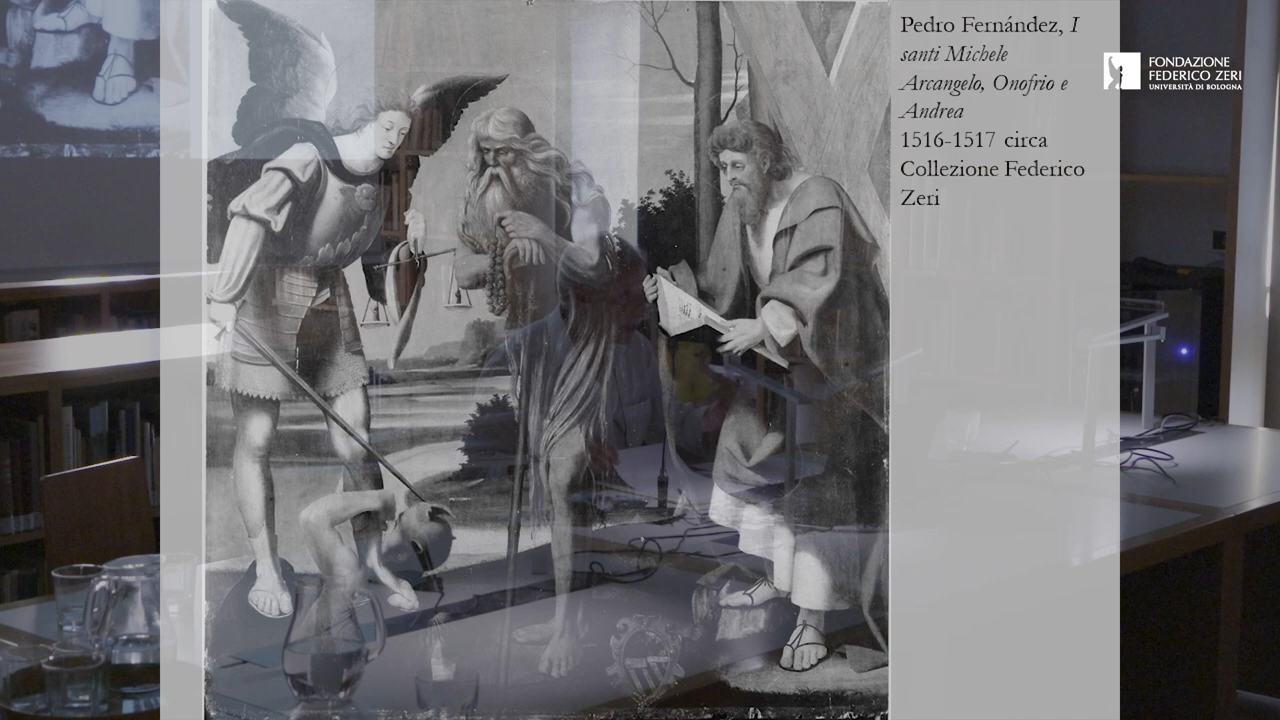 Pedro Fernández, I
santi Michele
Arcangelo, Onofrio e
Andrea
1516-1517 circa
Collezione Federico
Zeri
FONDAZIONE
FEDERICO ZERI
UNIVERSITÀ DI BOLOGNA